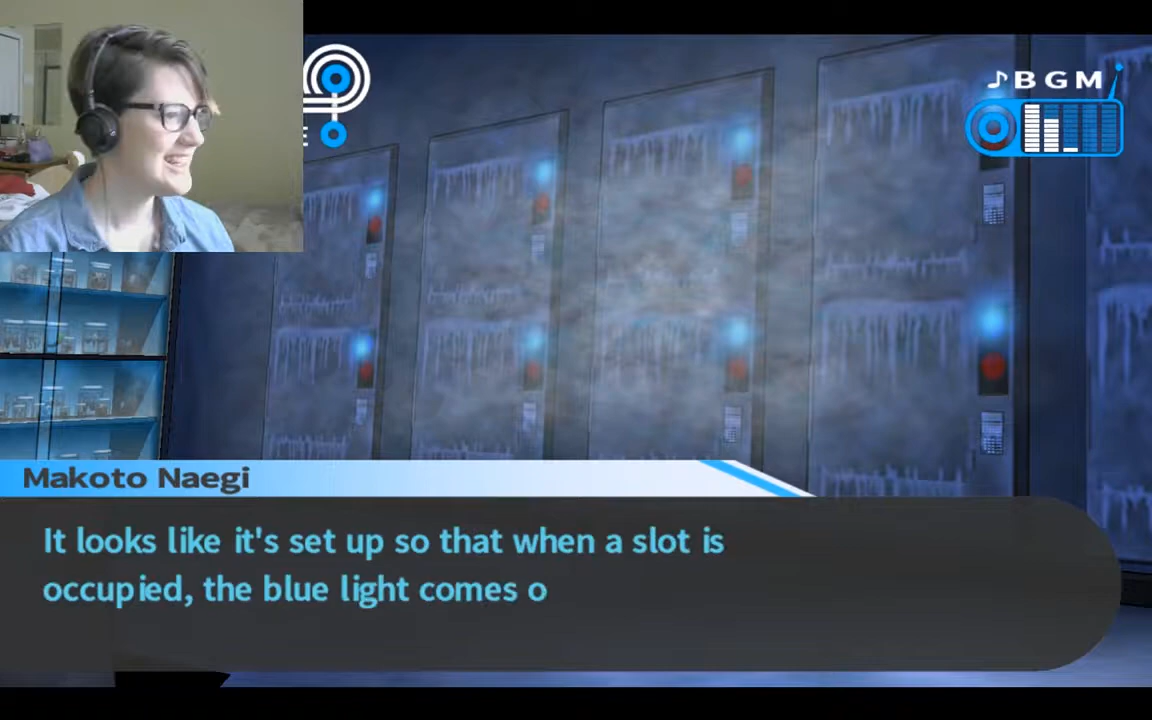 E
♪BGM
Makoto Naegi
It looks like it's set up so that when a slot is
occupied, the blue light comes o